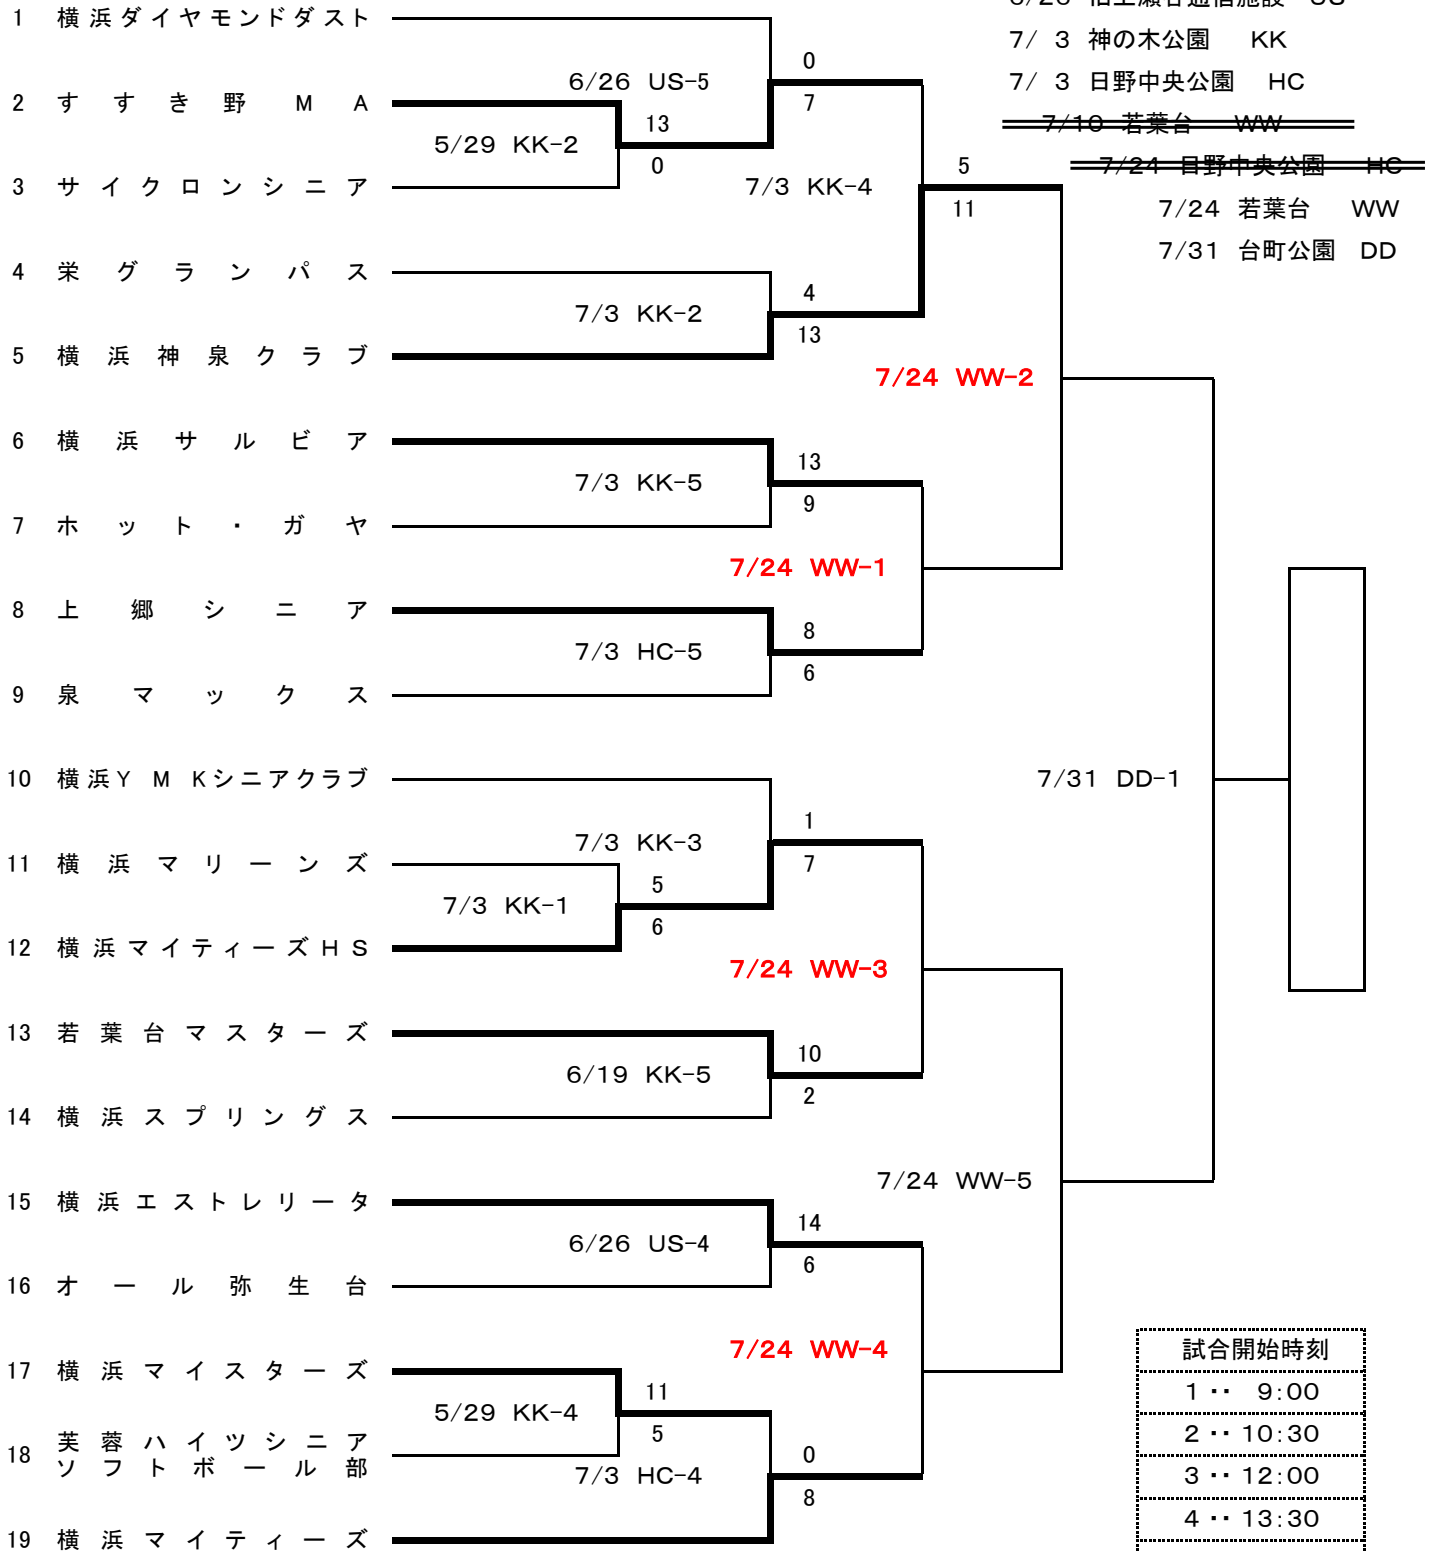 1 横浜ダイヤモンドダスト
7/ 3 神の木公園 KK
0
6/26 US-5
7/ 3 日野中央公園 HC
2 すすき野MA
7
13
7/10 若葉台 WW
5/29 KK-2
0
5
7/24 日野中央公園 HC
3 サイクロンシニア
7/3 KK-4
11
7/24 若葉台 WW
7/31 台町公園 DD
4 栄グランパス
4
7/3 KK-2
13
5 横浜神泉クラブ
7/24 WW-2
6 横浜サルビア
13
7/3 KK-5
9
7 ホット・ガヤ
7/24 WW-1
8 上郷シニア
8
7/3 HC-5
6
9 泉マックス
10 横浜YMKシニアクラブ
7/31 DD-1
1
7/3 KK-3
7
11 横浜マリーンズ
5
7/3 KK-1
6
12 横浜マイティーズHS
7/24 WW-3
13 若葉台マスターズ
10
6/19 KK-5
2
14 横浜スプリングス
7/24 WW-5
15 横浜エストレリータ
14
6/26 US-4
6
16 オール弥生台
7/24 WW-4
試合開始時刻
17 横浜マイスターズ
11
1・・ 9:00
5/29 KK-4
5
2・・10:30
18 芙蓉ハイツシニア
ソフトボール部
0
7/3 HC-4
8
3・・12:00
4・・13:30
19 横浜マイティーズ